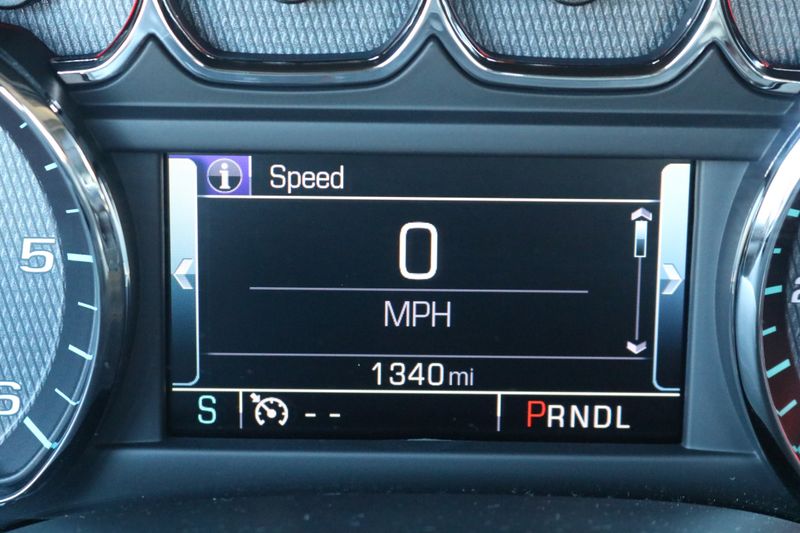 i Speed
0
MPH
1340 mi
S -- PRNDL
5
6